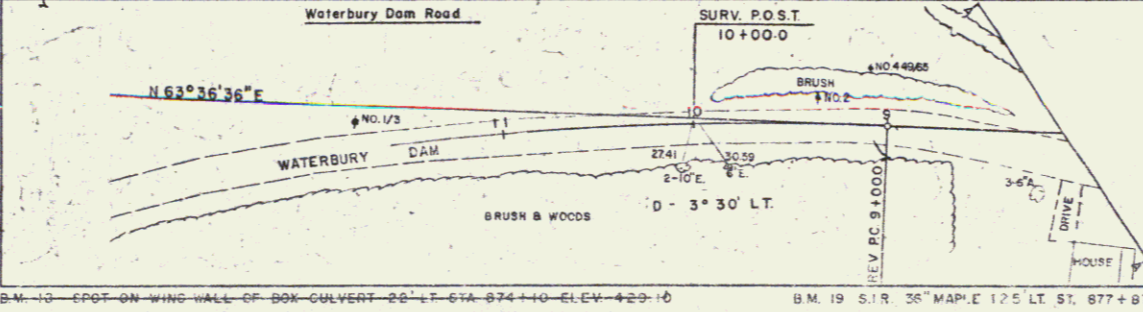 Waterbury Dam Road
SURV. P.O.S.T.
10+00.0
NO. 449/65
BRUSH
NO. 2
N 63° 36' 36" E
NO. 1/3
11
10
9
WATERBURY DAM
27.41
2-10" E.
30.59
6" E.
D - 3° 30' LT.
BRUSH & WOODS
REV. P.C. 9+00.0
3-6" A.
DRIVE
HOUSE
B.M. 13 SPOT ON WING WALL OF BOX CULVERT 22' LT. STA. 874+10 ELEV. 429.10
B.M. 19 S.I.R. 36" MAPLE 125' LT. ST. 877+8